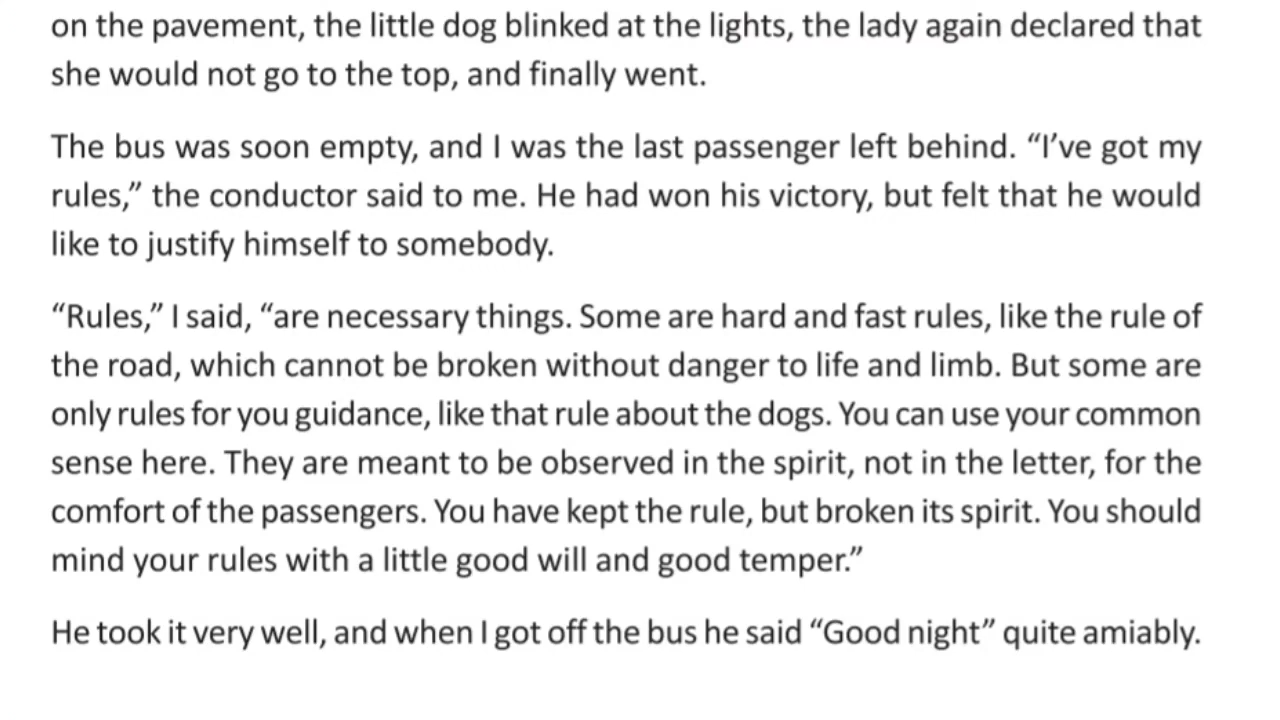 on the pavement, the little dog blinked at the lights, the lady again declared that
she would not go to the top, and finally went.
The bus was soon empty, and I was the last passenger left behind. “I’ve got my
rules,” the conductor said to me. He had won his victory, but felt that he would
like to justify himself to somebody.
“Rules,” I said, “are necessary things. Some are hard and fast rules, like the rule of
the road, which cannot be broken without danger to life and limb. But some are
only rules for you guidance, like that rule about the dogs. You can use your common
sense here. They are meant to be observed in the spirit, not in the letter, for the
comfort of the passengers. You have kept the rule, but broken its spirit. You should
mind your rules with a little good will and good temper.”
He took it very well, and when I got off the bus he said “Good night” quite amiably.